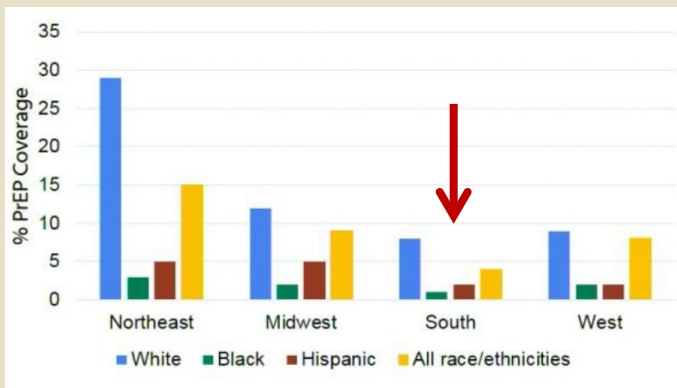 % PrEP Coverage
35
30
25
20
15
10
5
0
Northeast Midwest South West
White Black Hispanic All race/ethnicities